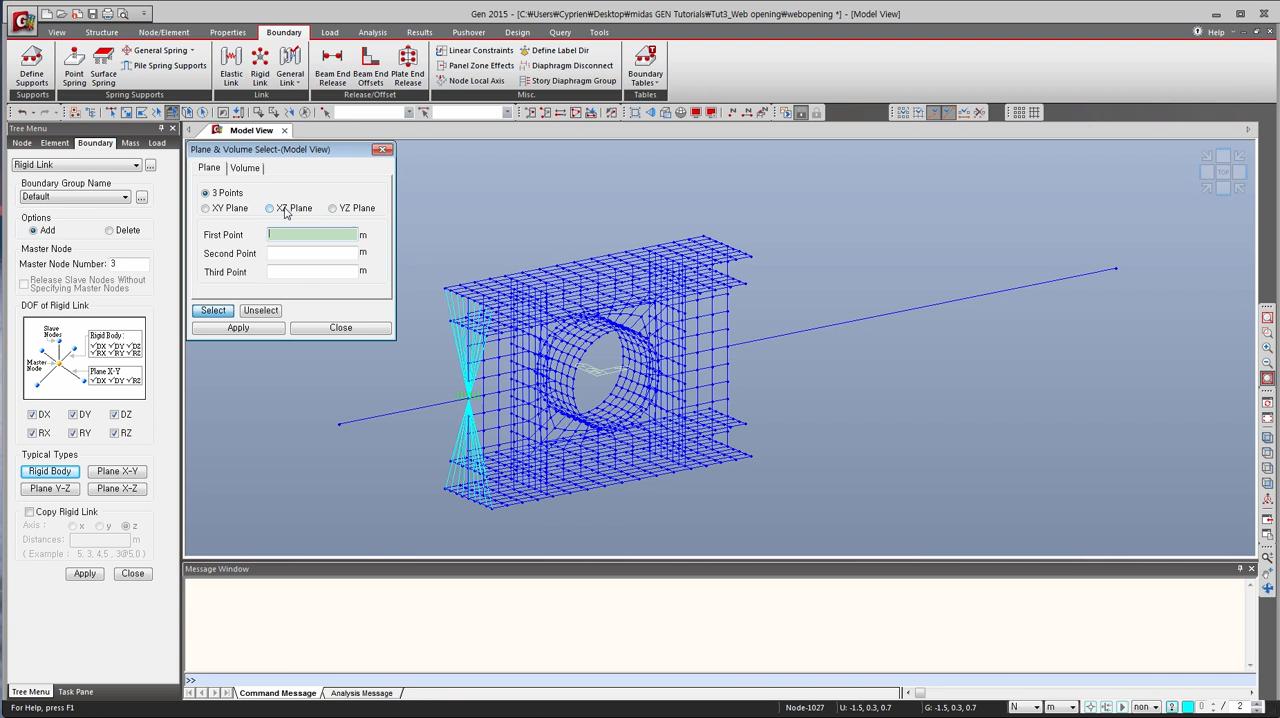 Gen 2015 - [C:₩Users₩Cyprien₩Desktop₩midas GEN Tutorials₩Tut3_Web opening₩webopening *] - [Model View]
View Structure Node/Element Properties Boundary Load Analysis Results Pushover Design Query Tools Help
Define Supports
Supports
Point Spring
Surface Spring
General Spring
Pile Spring Supports
Spring Supports
Elastic Link
Rigid Link
General Link
Link
Beam End Release
Beam End Offsets
Plate End Release
Release/Offset
Linear Constraints
Panel Zone Effects
Node Local Axis
Define Label Dir
Diaphragm Disconnect
Story Diaphragm Group
Misc.
Boundary Tables
Tables
Tree Menu
Node Element Boundary Mass Load
Rigid Link ...
Boundary Group Name
Default ...
Options
Add Delete
Master Node
Master Node Number: 3
Release Slave Nodes Without Specifying Master Nodes
DOF of Rigid Link
Slave Nodes
Master Node
Rigid Body :
DX DY DZ
RX RY RZ
Plane X-Y
DX DY RZ
DX DY DZ
RX RY RZ
Typical Types
Rigid Body Plane X-Y
Plane Y-Z Plane X-Z
Copy Rigid Link
Axis : x y z
Distances: m
( Example : 5, 3, 4.5 , 3@5.0 )
Apply Close
Tree Menu Task Pane
Model View
Plane & Volume Select-(Model View)
Plane Volume
3 Points
XY Plane XZ Plane YZ Plane
First Point m
Second Point m
Third Point m
Select Unselect
Apply Close
TOP
Message Window
>>
Command Message Analysis Message
For Help, press F1
Node-1027 U: -1.5, 0.3, 0.7 G: -1.5, 0.3, 0.7 N m non ? / 2